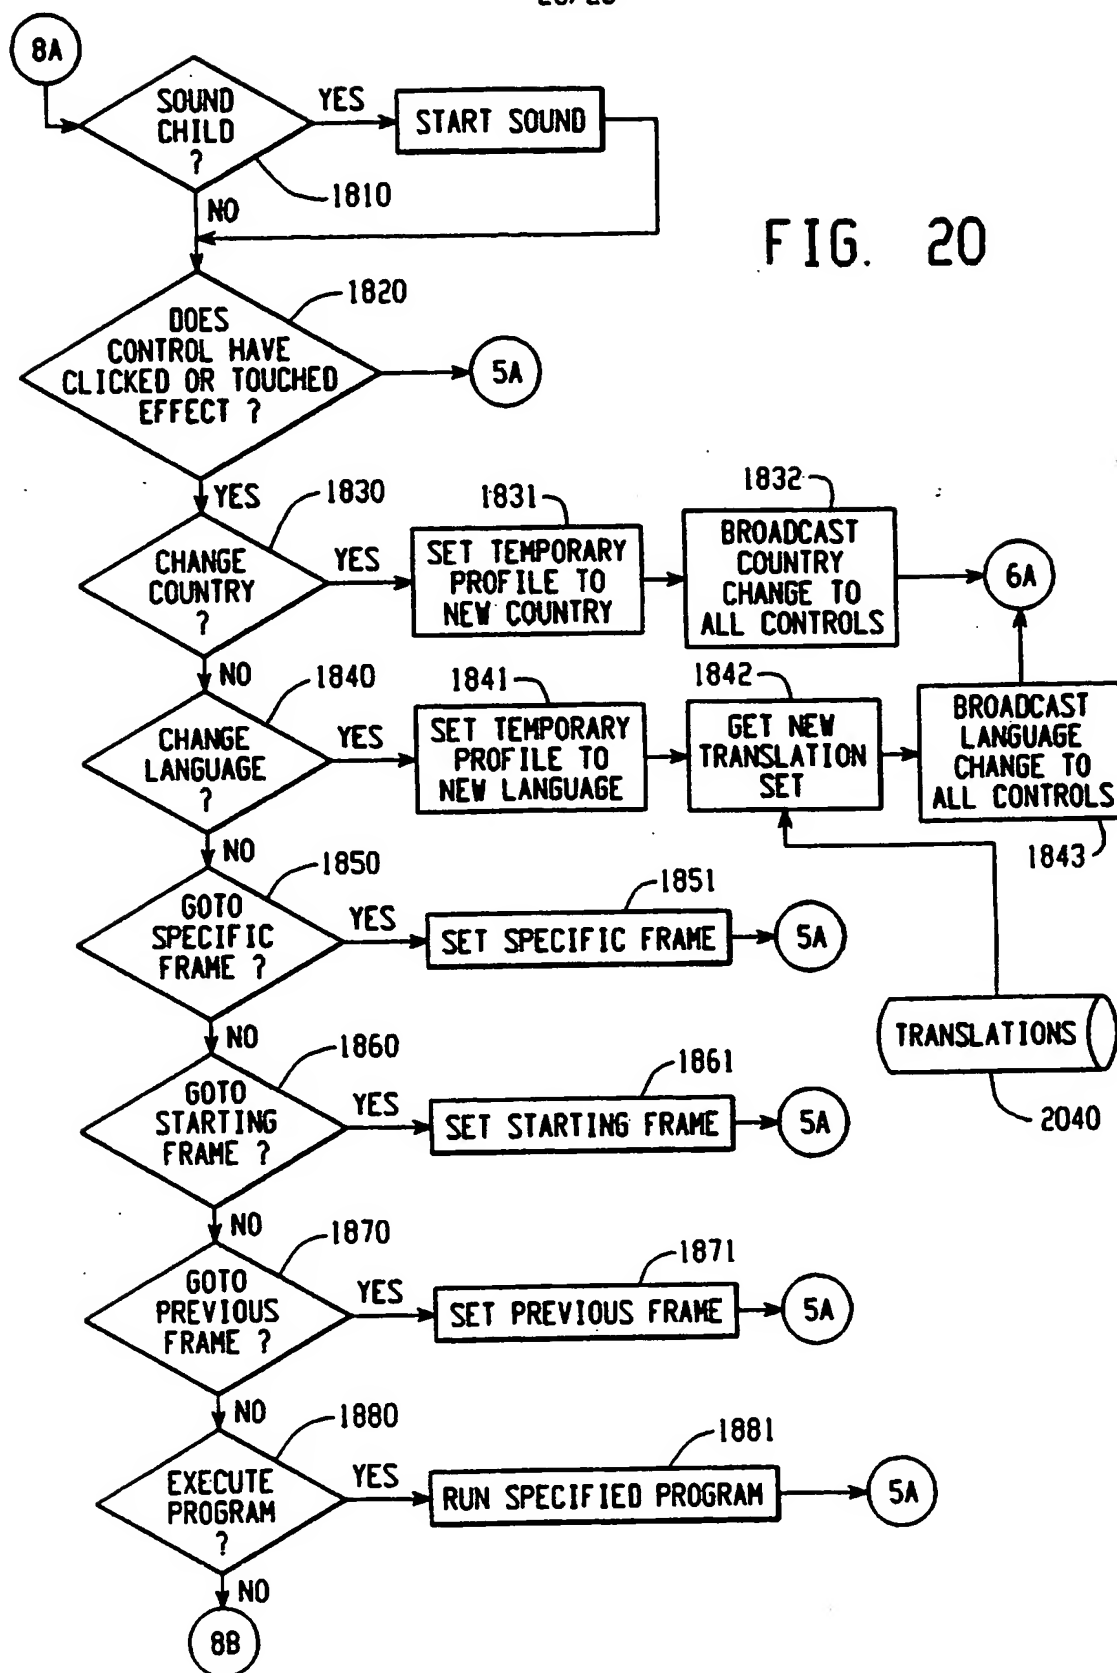 8A
SOUND
CHILD
?
YES
START SOUND
1810
NO
FIG. 20
1820
DOES
CONTROL HAVE
CLICKED OR TOUCHED
EFFECT ?
5A
YES
1830
CHANGE
COUNTRY
?
YES
1831
SET TEMPORARY
PROFILE TO
NEW COUNTRY
1832
BROADCAST
COUNTRY
CHANGE TO
ALL CONTROLS
6A
NO
1840
CHANGE
LANGUAGE
?
YES
1841
SET TEMPORARY
PROFILE TO
NEW LANGUAGE
1842
GET NEW
TRANSLATION
SET
BROADCAST
LANGUAGE
CHANGE TO
ALL CONTROLS
1843
NO
1850
GOTO
SPECIFIC
FRAME ?
YES
1851
SET SPECIFIC FRAME
5A
TRANSLATIONS
2040
NO
1860
GOTO
STARTING
FRAME ?
YES
1861
SET STARTING FRAME
5A
NO
1870
GOTO
PREVIOUS
FRAME ?
YES
1871
SET PREVIOUS FRAME
5A
NO
1880
EXECUTE
PROGRAM
?
YES
1881
RUN SPECIFIED PROGRAM
5A
NO
8B